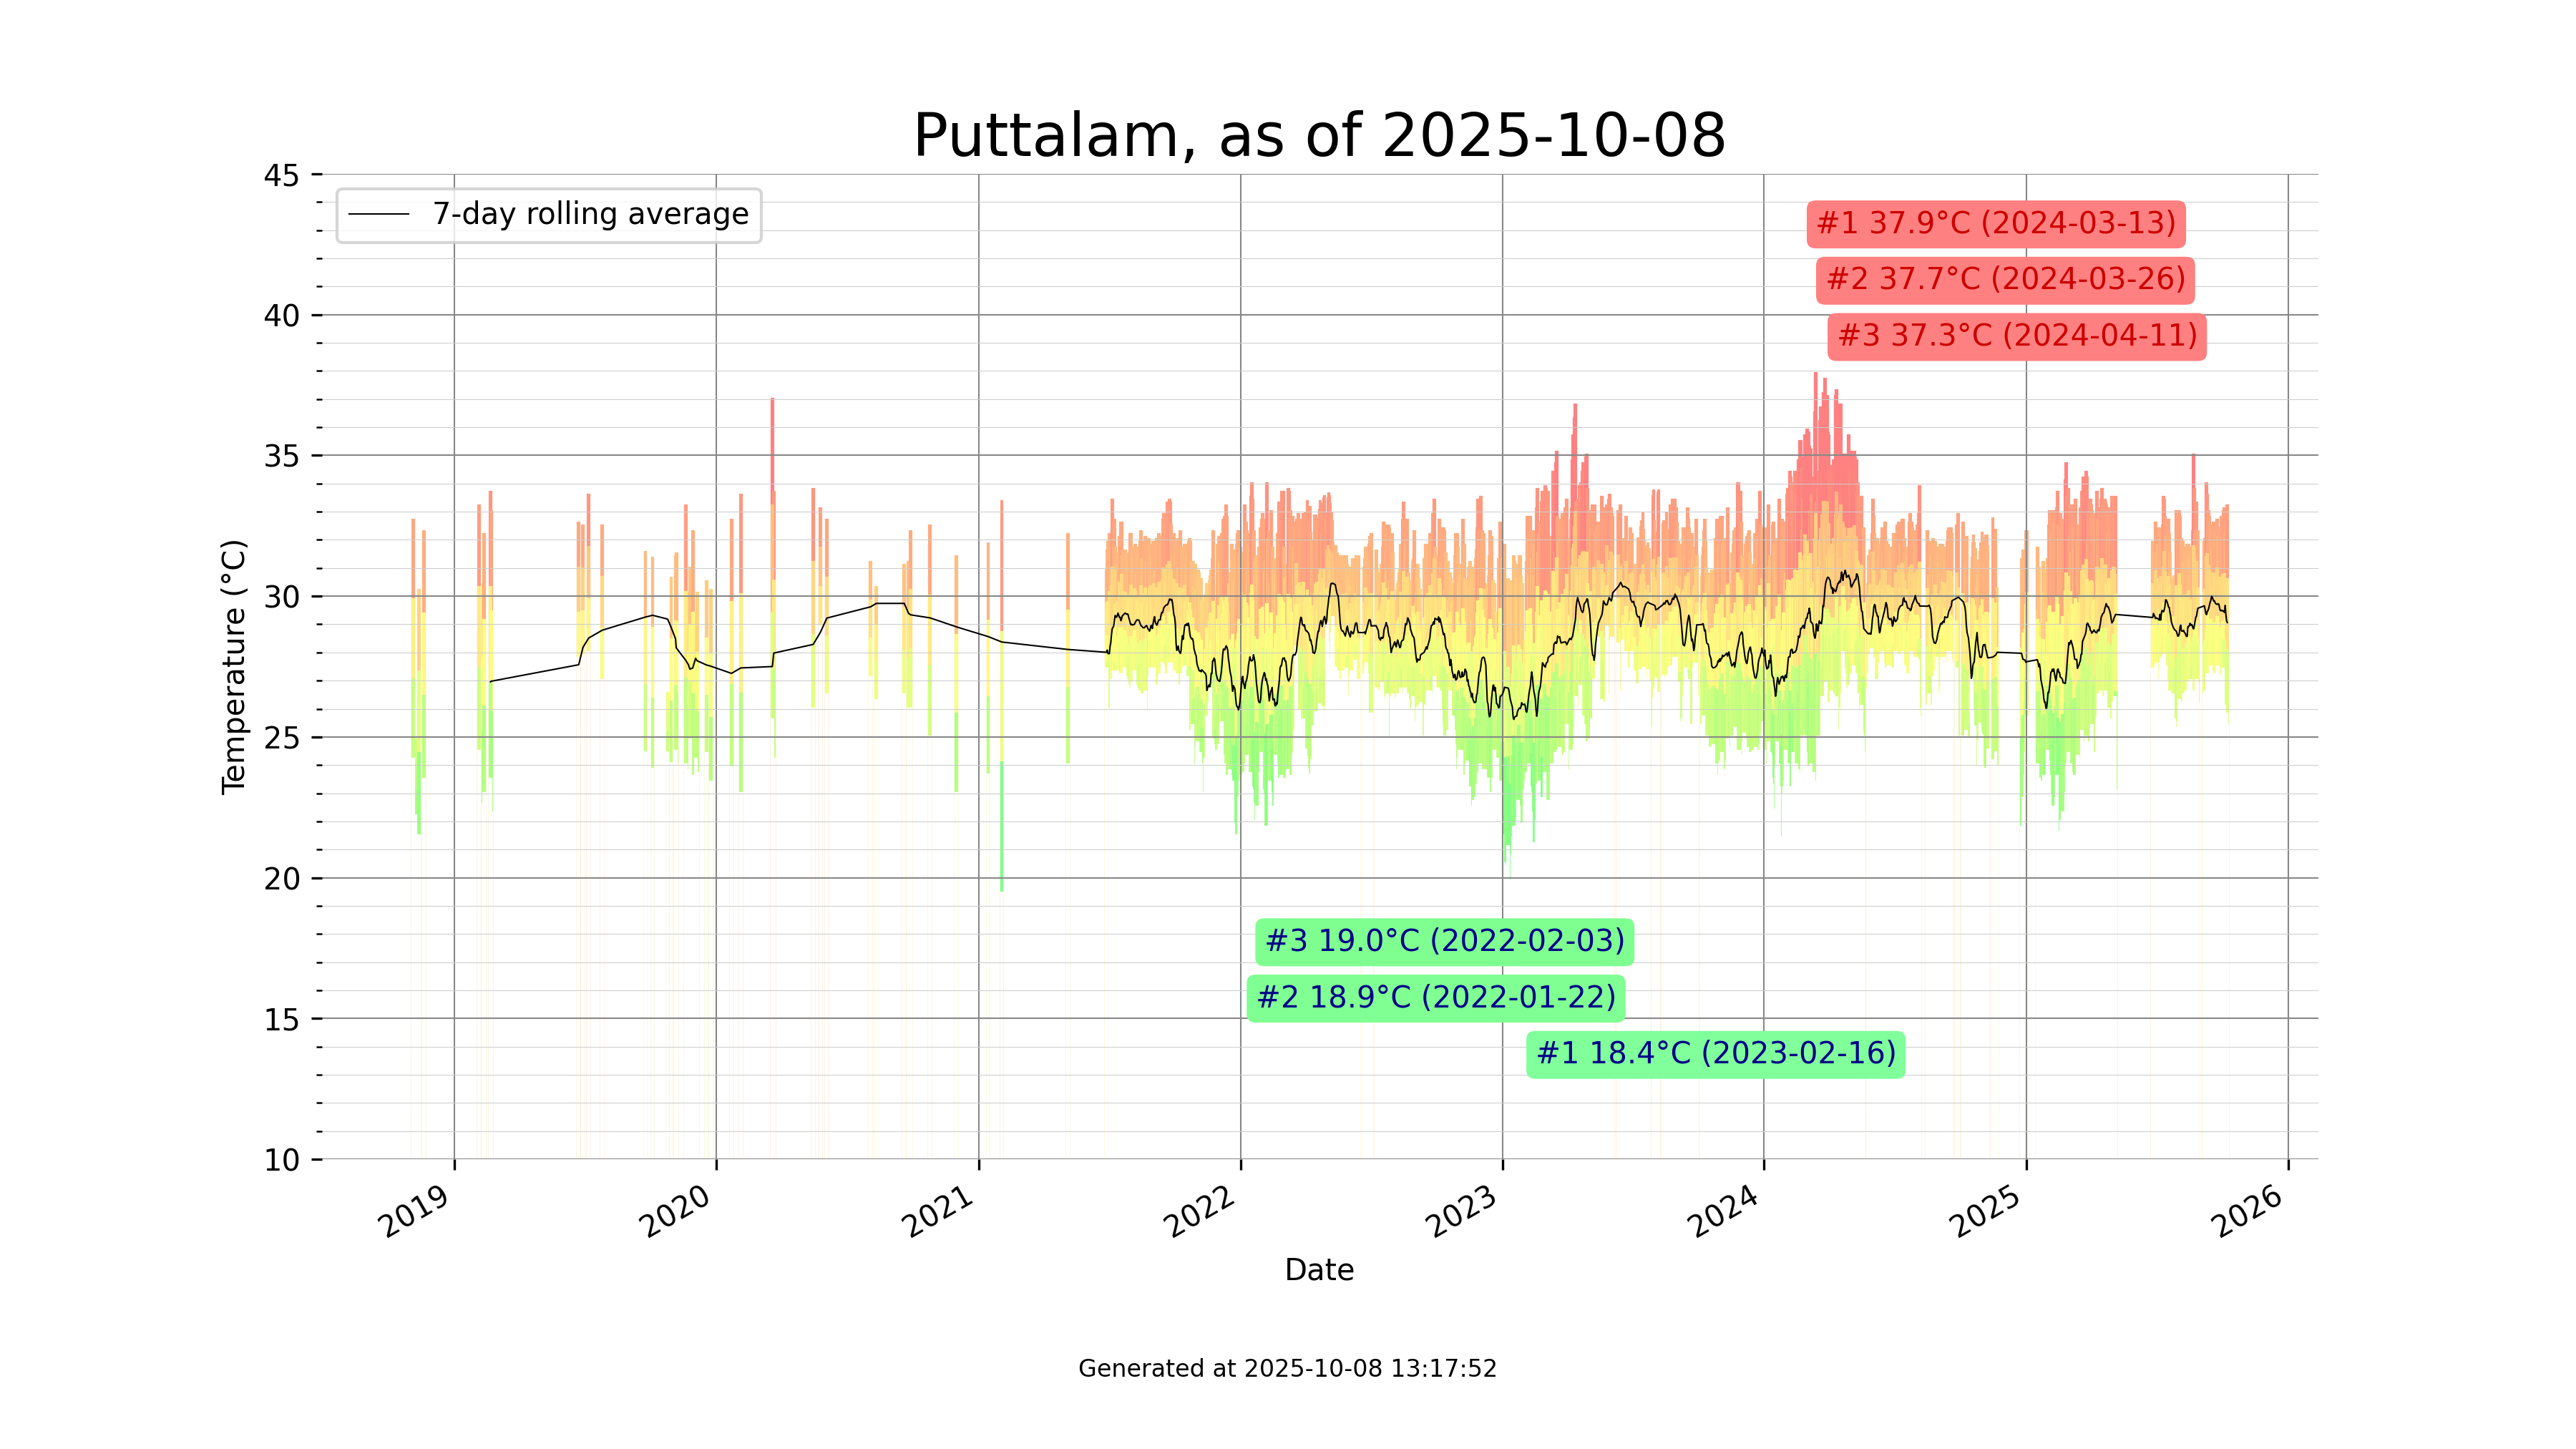 Puttalam, as of 2025-10-08
7-day rolling average
#1 37.9°C (2024-03-13)
#2 37.7°C (2024-03-26)
#3 37.3°C (2024-04-11)
45
40
35
30
25
20
15
10
Temperature (°C)
#3 19.0°C (2022-02-03)
#2 18.9°C (2022-01-22)
#1 18.4°C (2023-02-16)
2019 2020 2021 2022 2023 2024 2025 2026
Date
Generated at 2025-10-08 13:17:52